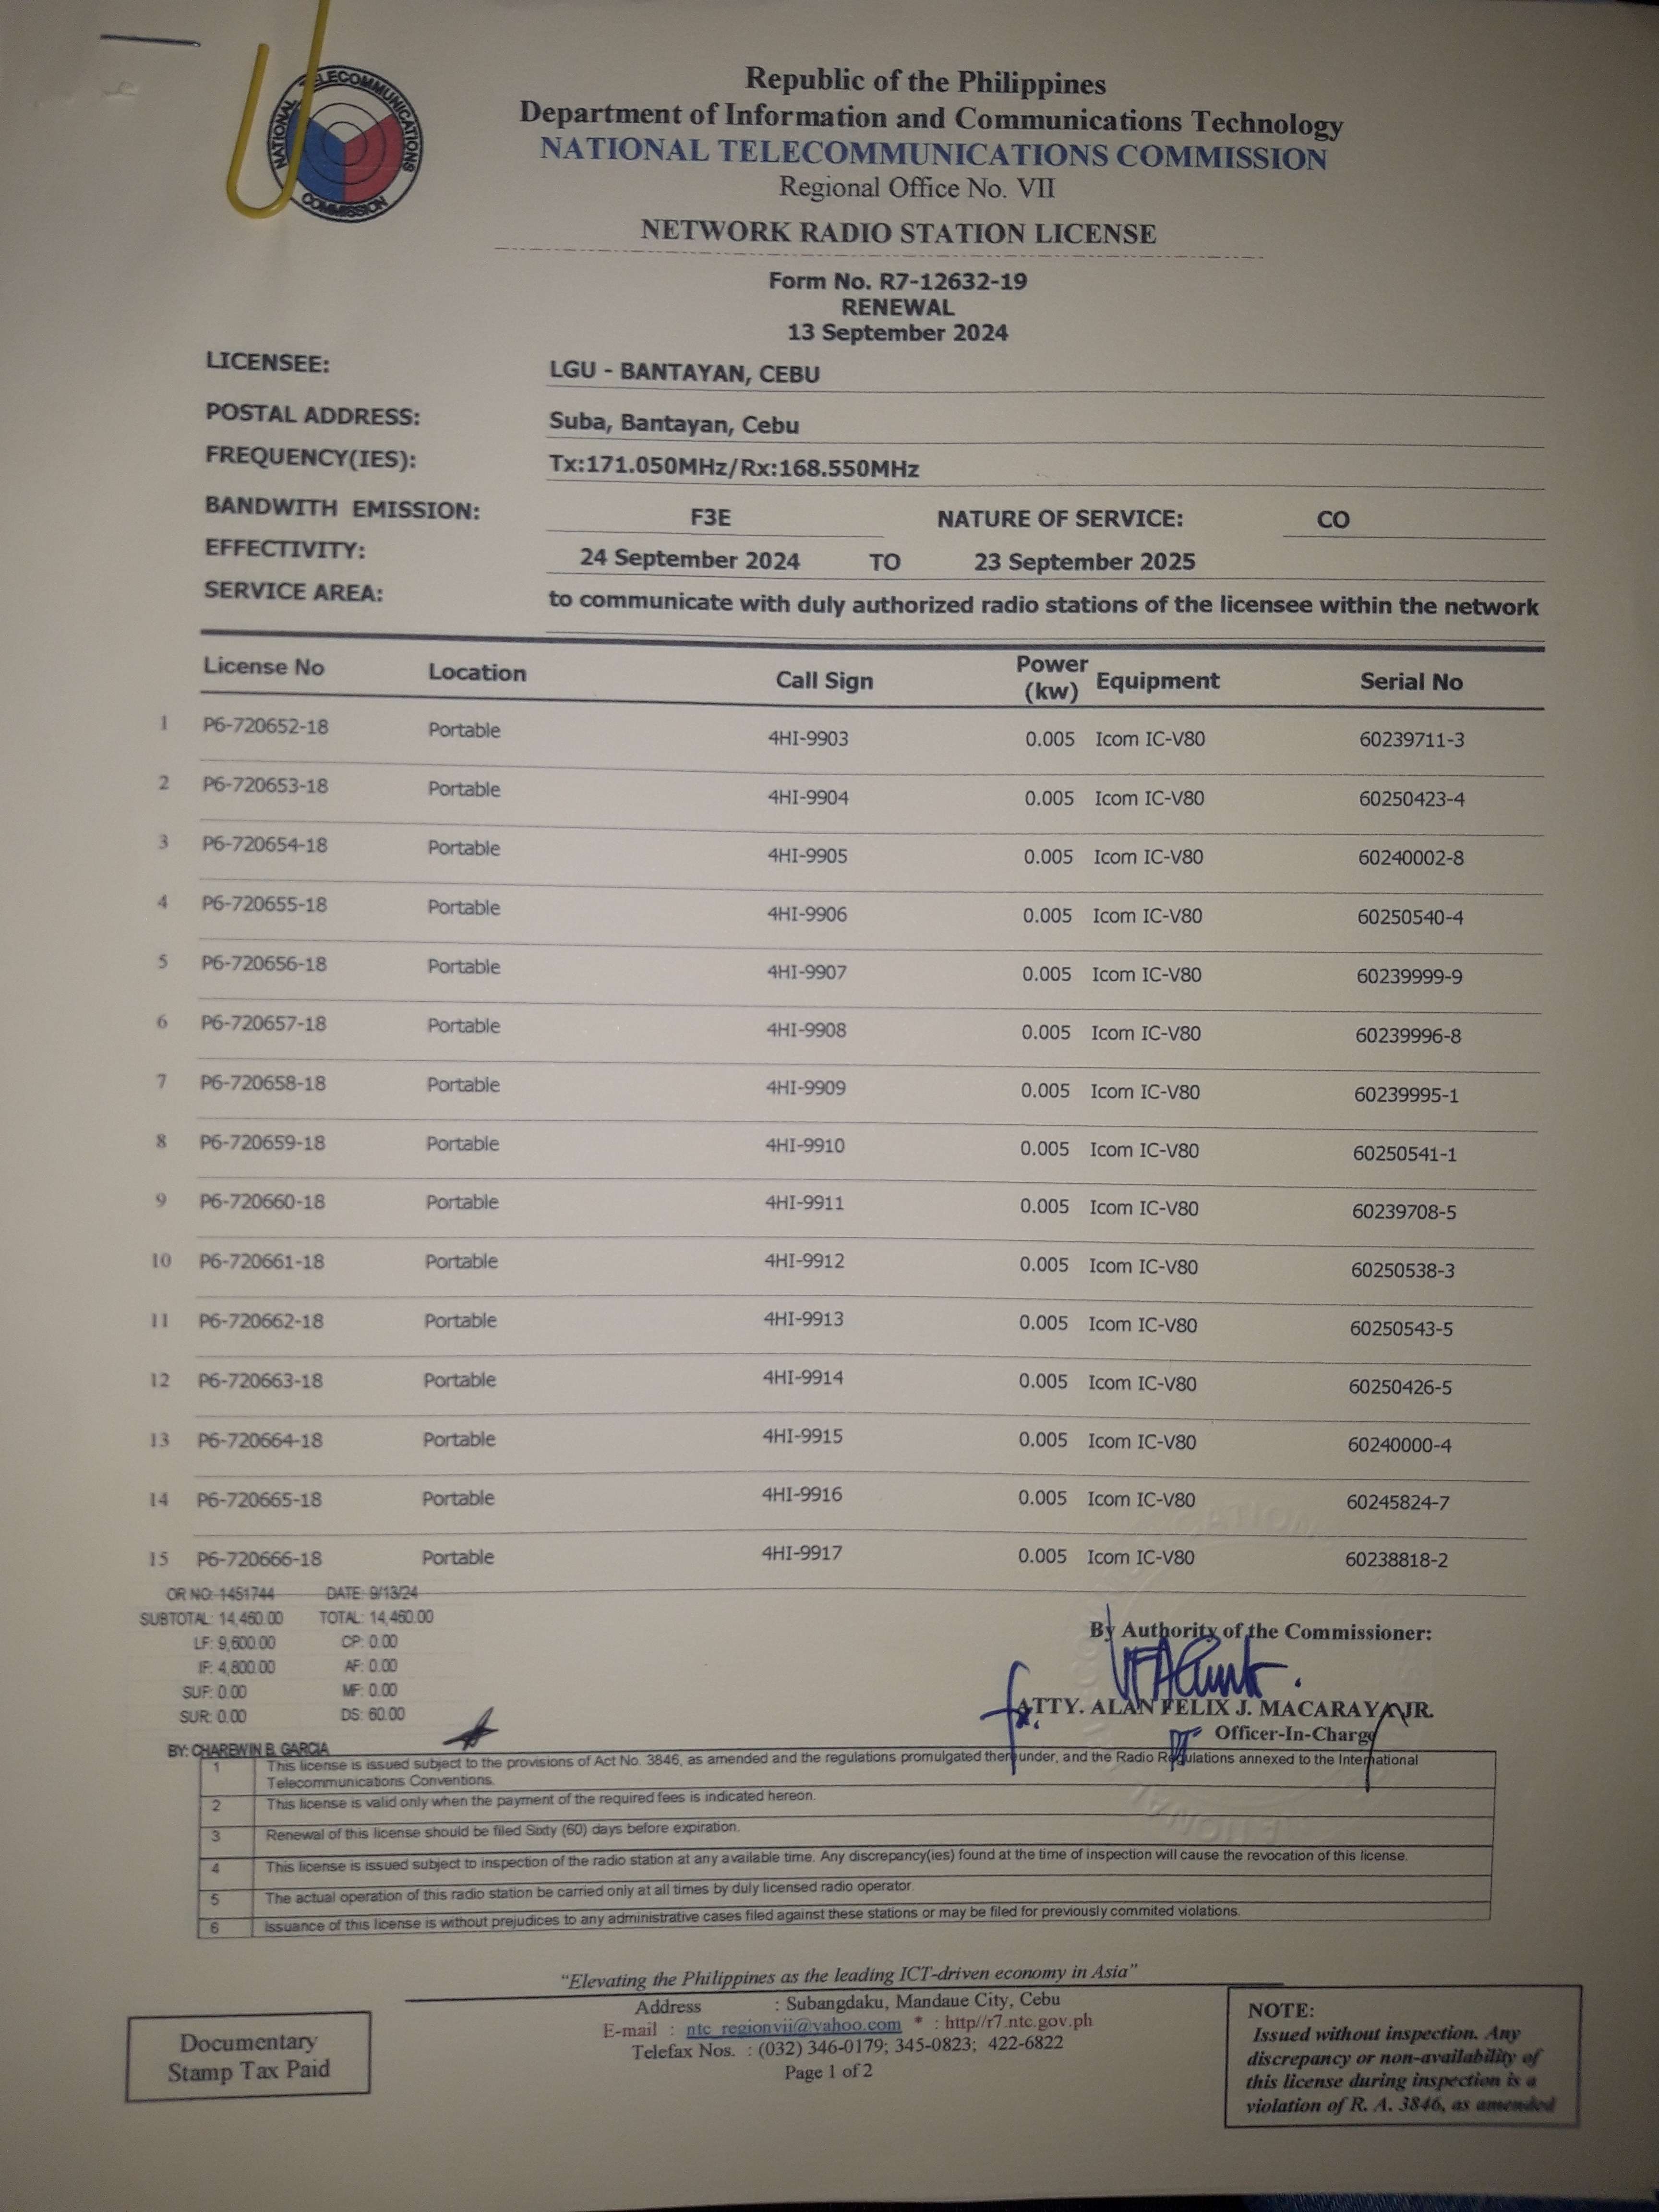 NATIONAL TELECOMMUNICATIONS COMMISSION
Republic of the Philippines
Department of Information and Communications Technology
NATIONAL TELECOMMUNICATIONS COMMISSION
Regional Office No. VII
NETWORK RADIO STATION LICENSE
Form No. R7-12632-19
RENEWAL
13 September 2024
LICENSEE: LGU - BANTAYAN, CEBU
POSTAL ADDRESS: Suba, Bantayan, Cebu
FREQUENCY(IES): Tx:171.050MHz/Rx:168.550MHz
BANDWITH EMISSION: F3E NATURE OF SERVICE: CO
EFFECTIVITY: 24 September 2024 TO 23 September 2025
SERVICE AREA: to communicate with duly authorized radio stations of the licensee within the network
License No Location Call Sign Power (kw) Equipment Serial No
1 P6-720652-18 Portable 4HI-9903 0.005 Icom IC-V80 60239711-3
2 P6-720653-18 Portable 4HI-9904 0.005 Icom IC-V80 60250423-4
3 P6-720654-18 Portable 4HI-9905 0.005 Icom IC-V80 60240002-8
4 P6-720655-18 Portable 4HI-9906 0.005 Icom IC-V80 60250540-4
5 P6-720656-18 Portable 4HI-9907 0.005 Icom IC-V80 60239999-9
6 P6-720657-18 Portable 4HI-9908 0.005 Icom IC-V80 60239996-8
7 P6-720658-18 Portable 4HI-9909 0.005 Icom IC-V80 60239995-1
8 P6-720659-18 Portable 4HI-9910 0.005 Icom IC-V80 60250541-1
9 P6-720660-18 Portable 4HI-9911 0.005 Icom IC-V80 60239708-5
10 P6-720661-18 Portable 4HI-9912 0.005 Icom IC-V80 60250538-3
11 P6-720662-18 Portable 4HI-9913 0.005 Icom IC-V80 60250543-5
12 P6-720663-18 Portable 4HI-9914 0.005 Icom IC-V80 60250426-5
13 P6-720664-18 Portable 4HI-9915 0.005 Icom IC-V80 60240000-4
14 P6-720665-18 Portable 4HI-9916 0.005 Icom IC-V80 60245824-7
15 P6-720666-18 Portable 4HI-9917 0.005 Icom IC-V80 60238818-2
OR NO: 1451744 DATE: 9/13/24
SUBTOTAL: 14,460.00 TOTAL: 14,460.00
LF: 9,600.00 CP: 0.00
IF: 4,800.00 AF: 0.00
SUF: 0.00 MF: 0.00
SUR: 0.00 DS: 60.00
BY: CHAREWIN B. GARCIA
By Authority of the Commissioner:
ATTY. ALAN FELIX J. MACARAYA, JR.
Officer-In-Charge
1 This license is issued subject to the provisions of Act No. 3846, as amended and the regulations promulgated thereunder, and the Radio Regulations annexed to the International
Telecommunications Conventions.
2 This license is valid only when the payment of the required fees is indicated hereon.
3 Renewal of this license should be filed Sixty (60) days before expiration.
4 This license is issued subject to inspection of the radio station at any available time. Any discrepancy(ies) found at the time of inspection will cause the revocation of this license.
5 The actual operation of this radio station be carried only at all times by duly licensed radio operator.
6 Issuance of this license is without prejudices to any administrative cases filed against these stations or may be filed for previously commited violations.
"Elevating the Philippines as the leading ICT-driven economy in Asia"
Address : Subangdaku, Mandaue City, Cebu
E-mail : ntc_regionvii@yahoo.com * : http//r7.ntc.gov.ph
Telefax Nos. : (032) 346-0179; 345-0823; 422-6822
Page 1 of 2
Documentary
Stamp Tax Paid
NOTE:
Issued without inspection. Any
discrepancy or non-availability of
this license during inspection is a
violation of R. A. 3846, as amended